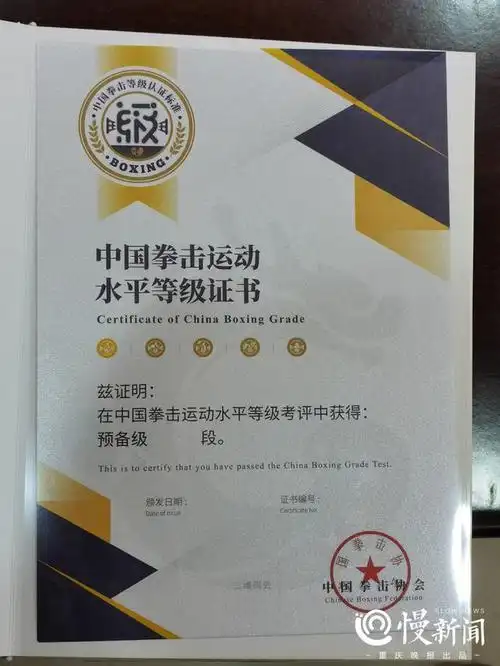 中国拳击等级认证标准
BOXING
中国拳击运动
水平等级证书
Certificate of China Boxing Grade
兹证明：
在中国拳击运动水平等级考评中获得：
预备级 段。
This is to certify that you have passed the China Boxing Grade Test.
颁发日期： 证书编号：
Date of issue Certificate No
中国拳击协会
中国拳击协会
Chinese Boxing Federation
SLOW NEWS
慢新闻
重庆晚报出品